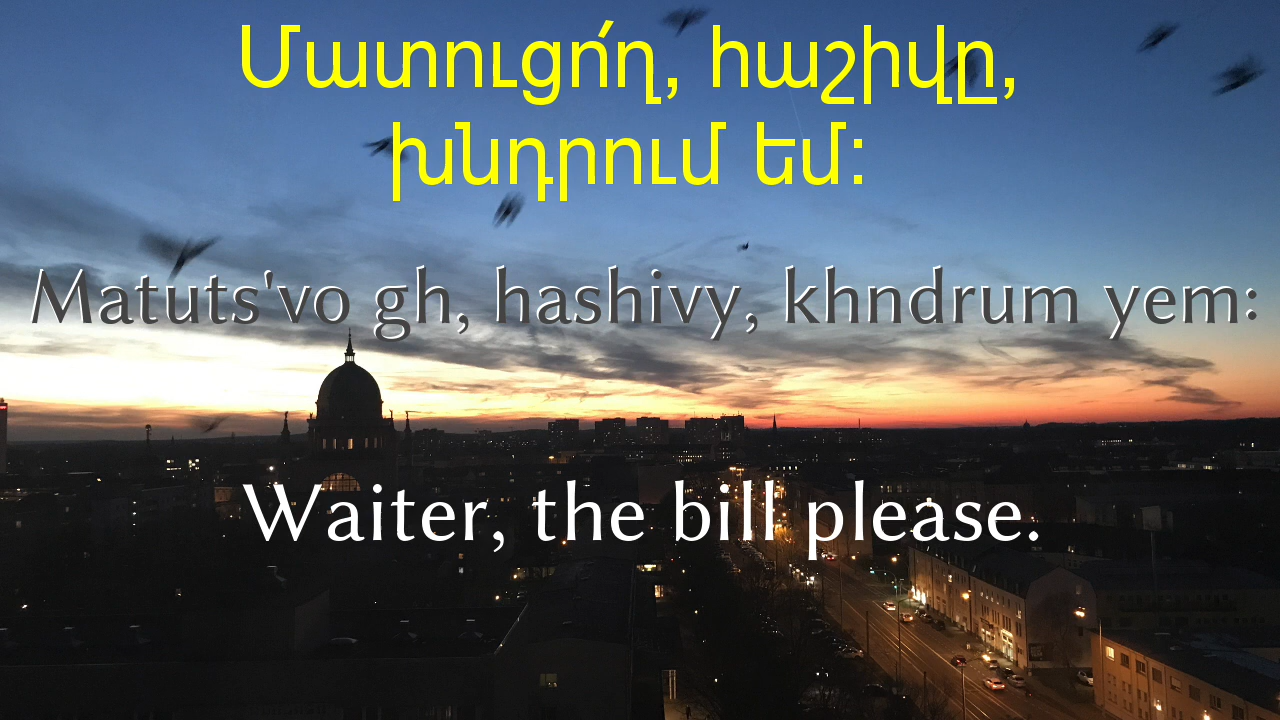 Մատուցո՛ղ, հաշիվը,
խնդրում եմ:
Matuts'vo gh, hashivy, khndrum yem:
Waiter, the bill please.